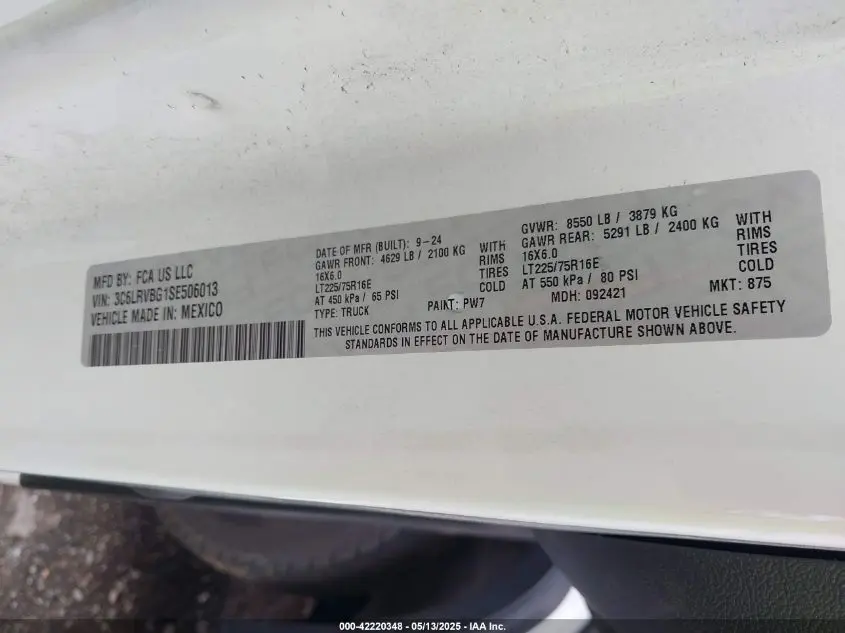 MFD BY: FCA US LLC
VIN: 3C6LRVBG1SE506013
VEHICLE MADE IN: MEXICO
DATE OF MFR (BUILT): 9-24
GAWR FRONT: 4629 LB / 2100 KG WITH
16X6.0 RIMS
LT225/75R16E TIRES
AT 450 kPa / 65 PSI COLD
TYPE: TRUCK PAINT: PW7
GVWR: 8550 LB / 3879 KG
GAWR REAR: 5291 LB / 2400 KG WITH
16X6.0 RIMS
LT225/75R16E TIRES
AT 550 kPa / 80 PSI COLD
MDH: 092421 MKT: 875
THIS VEHICLE CONFORMS TO ALL APPLICABLE U.S.A. FEDERAL MOTOR VEHICLE SAFETY
STANDARDS IN EFFECT ON THE DATE OF MANUFACTURE SHOWN ABOVE.
000-42220348 - 05/13/2025 - IAA Inc.